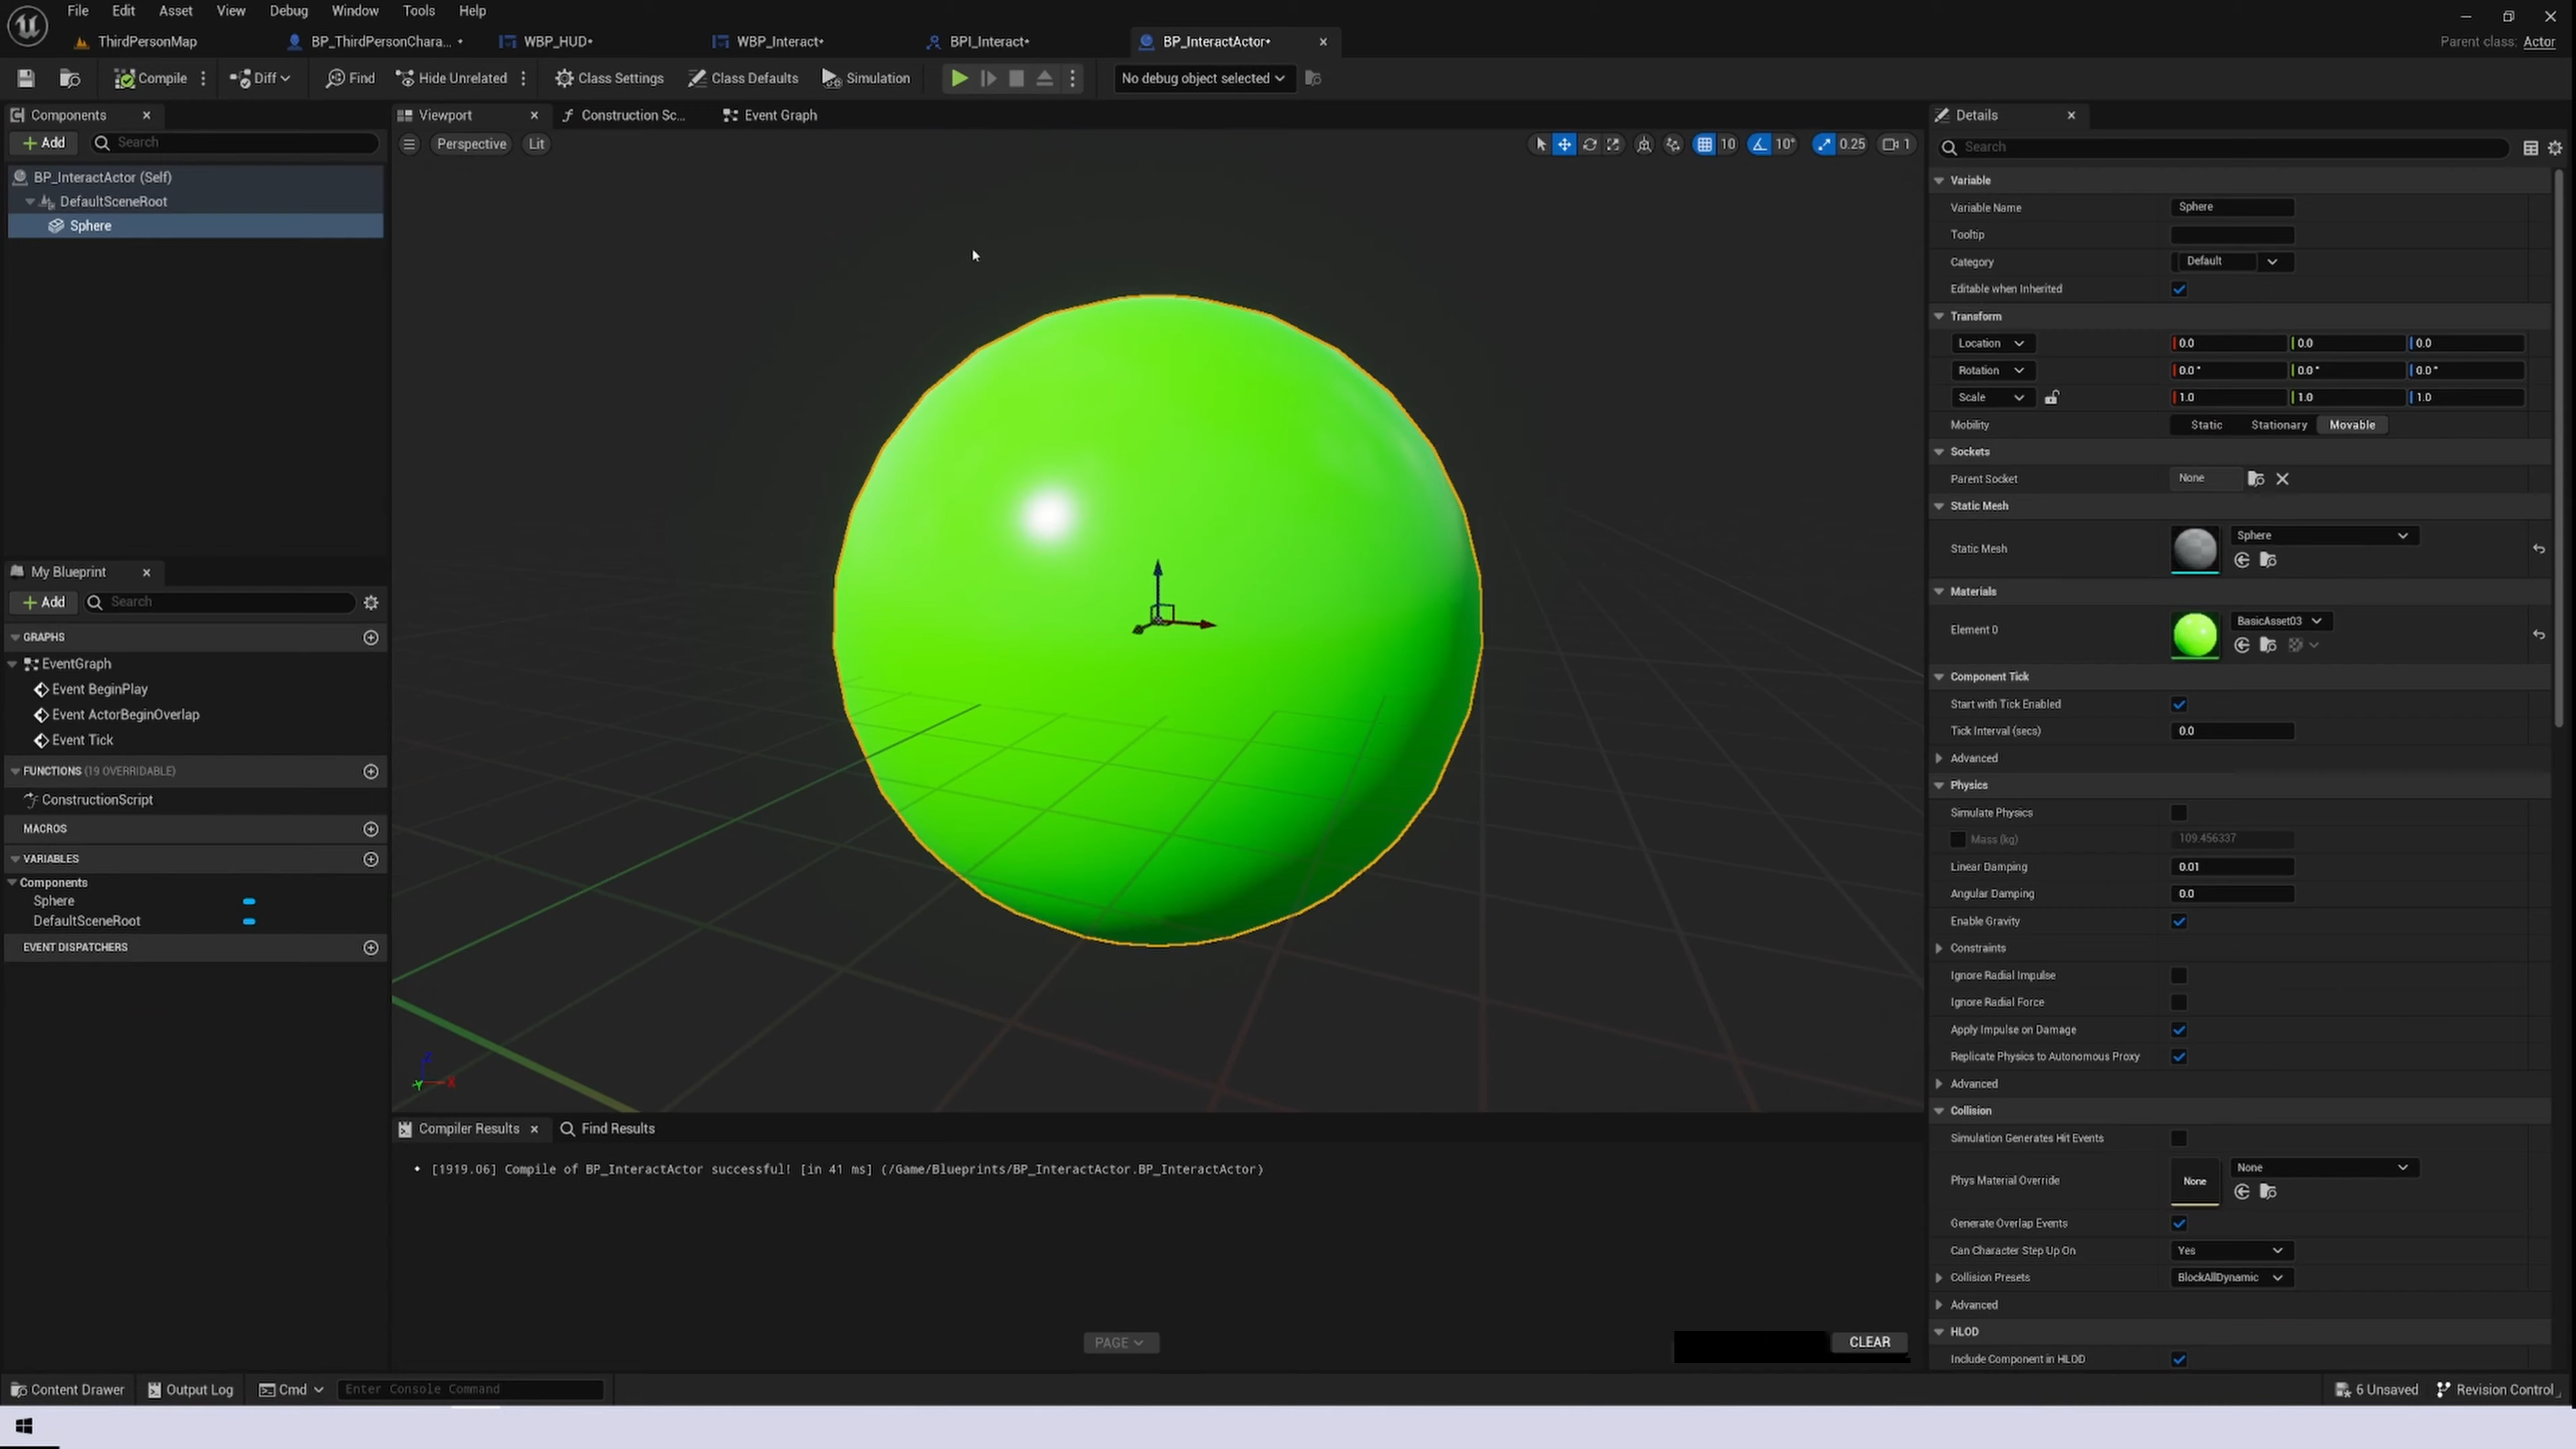 File Edit Asset View Debug Window Tools Help
ThirdPersonMap BP_ThirdPersonChara... • WBP_HUD• WBP_Interact• BPI_Interact• BP_InteractActor• Parent class: Actor
Compile Diff Find Hide Unrelated Class Settings Class Defaults Simulation No debug object selected
Components
Add Search
BP_InteractActor (Self)
DefaultSceneRoot
Sphere
My Blueprint
Add Search
GRAPHS
EventGraph
Event BeginPlay
Event ActorBeginOverlap
Event Tick
FUNCTIONS (19 OVERRIDABLE)
ConstructionScript
MACROS
VARIABLES
Components
Sphere
DefaultSceneRoot
EVENT DISPATCHERS
Viewport Construction Sc... Event Graph
Perspective Lit 10 10° 0.25 1
Z
Y X
Compiler Results Find Results
• [1919.06] Compile of BP_InteractActor successful! [in 41 ms] (/Game/Blueprints/BP_InteractActor.BP_InteractActor)
PAGE CLEAR
Details
Search
Variable
Variable Name Sphere
Tooltip
Category Default
Editable when Inherited
Transform
Location 0.0 0.0 0.0
Rotation 0.0° 0.0° 0.0°
Scale 1.0 1.0 1.0
Mobility Static Stationary Movable
Sockets
Parent Socket None
Static Mesh
Static Mesh Sphere
Materials
Element 0 BasicAsset03
Component Tick
Start with Tick Enabled
Tick Interval (secs) 0.0
Advanced
Physics
Simulate Physics
Mass (kg) 109.456337
Linear Damping 0.01
Angular Damping 0.0
Enable Gravity
Constraints
Ignore Radial Impulse
Ignore Radial Force
Apply Impulse on Damage
Replicate Physics to Autonomous Proxy
Advanced
Collision
Simulation Generates Hit Events
Phys Material Override None None
Generate Overlap Events
Can Character Step Up On Yes
Collision Presets BlockAllDynamic
Advanced
HLOD
Include Component in HLOD
Content Drawer Output Log Cmd Enter Console Command 6 Unsaved Revision Control